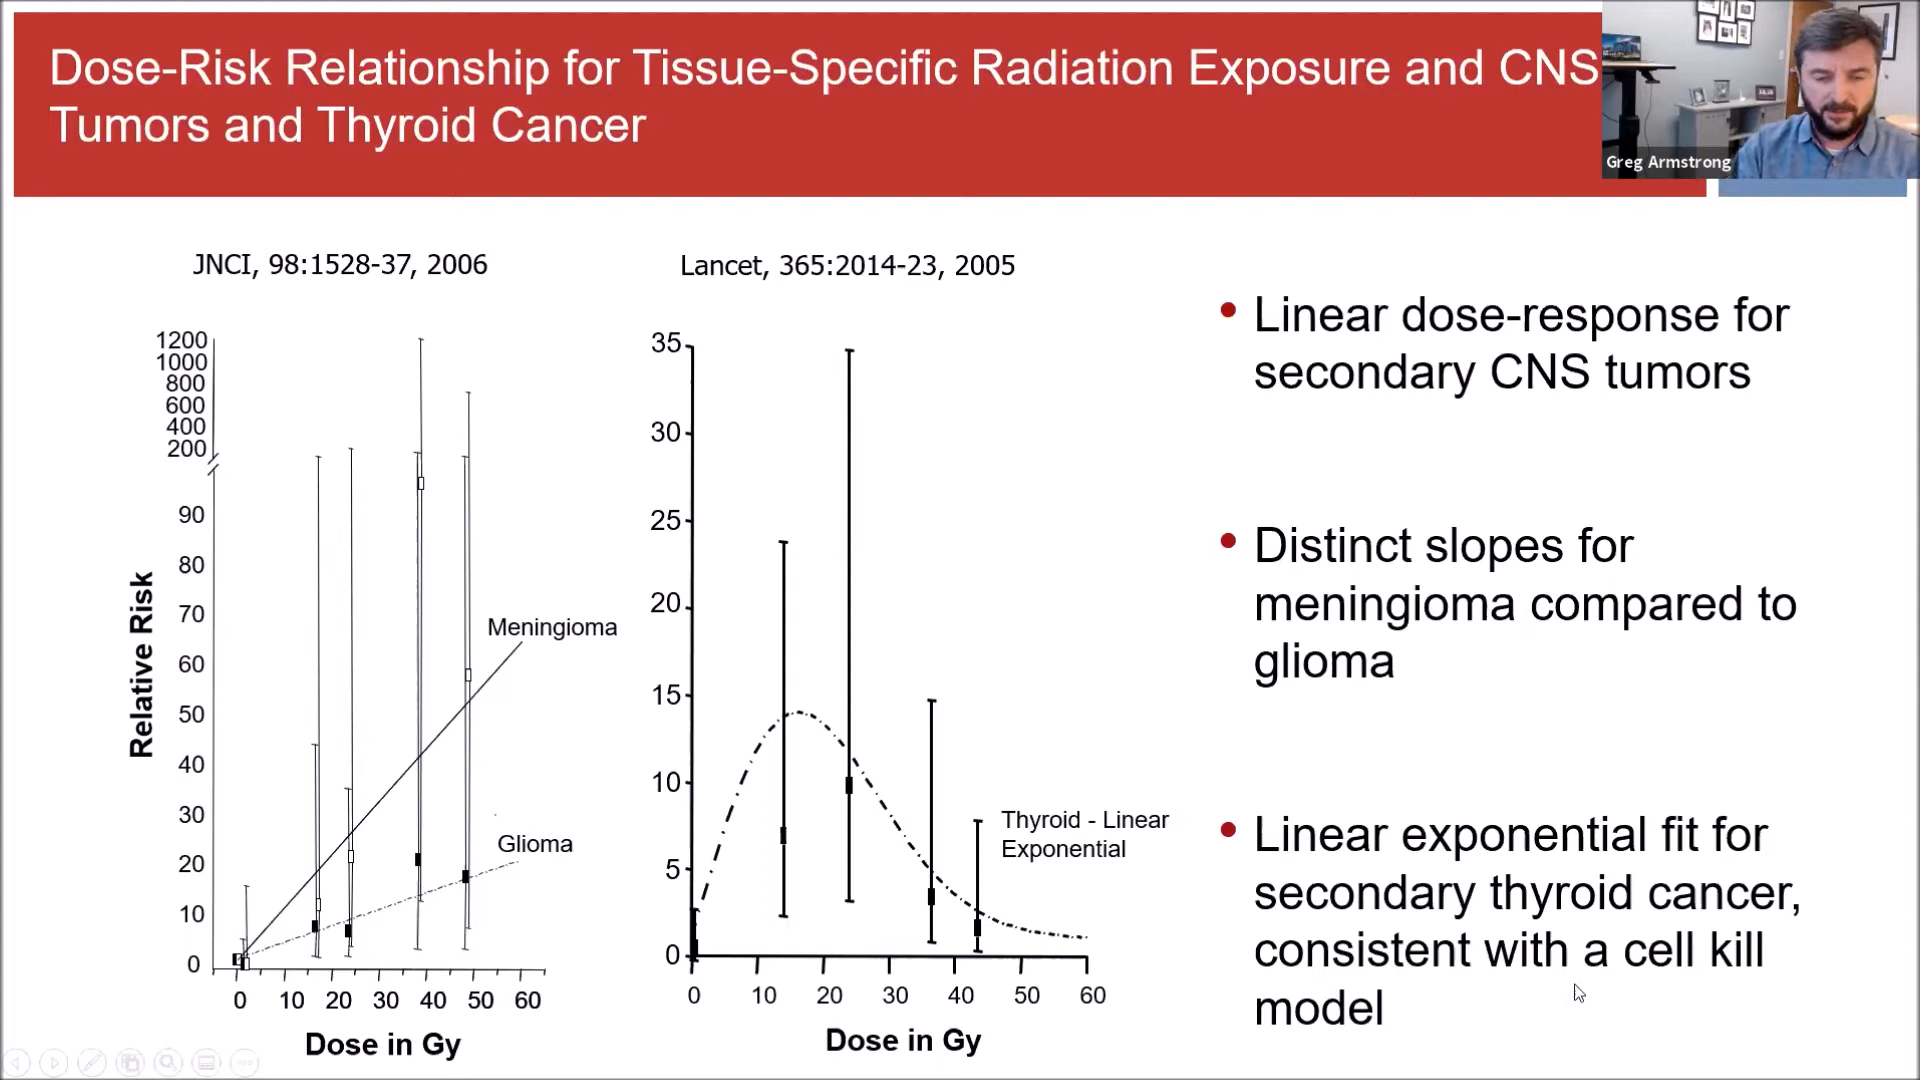 Dose-Risk Relationship for Tissue-Specific Radiation Exposure and CNS
Tumors and Thyroid Cancer
Greg Armstrong
JNCI, 98:1528-37, 2006
1200
1000
800
600
400
200
90
80
70
60
50
40
30
20
10
0
Relative Risk
Meningioma
Glioma
0 10 20 30 40 50 60
Dose in Gy
Lancet, 365:2014-23, 2005
35
30
25
20
15
10
5
0
Thyroid - Linear
Exponential
0 10 20 30 40 50 60
Dose in Gy
• Linear dose-response for
secondary CNS tumors
• Distinct slopes for
meningioma compared to
glioma
• Linear exponential fit for
secondary thyroid cancer,
consistent with a cell kill
model